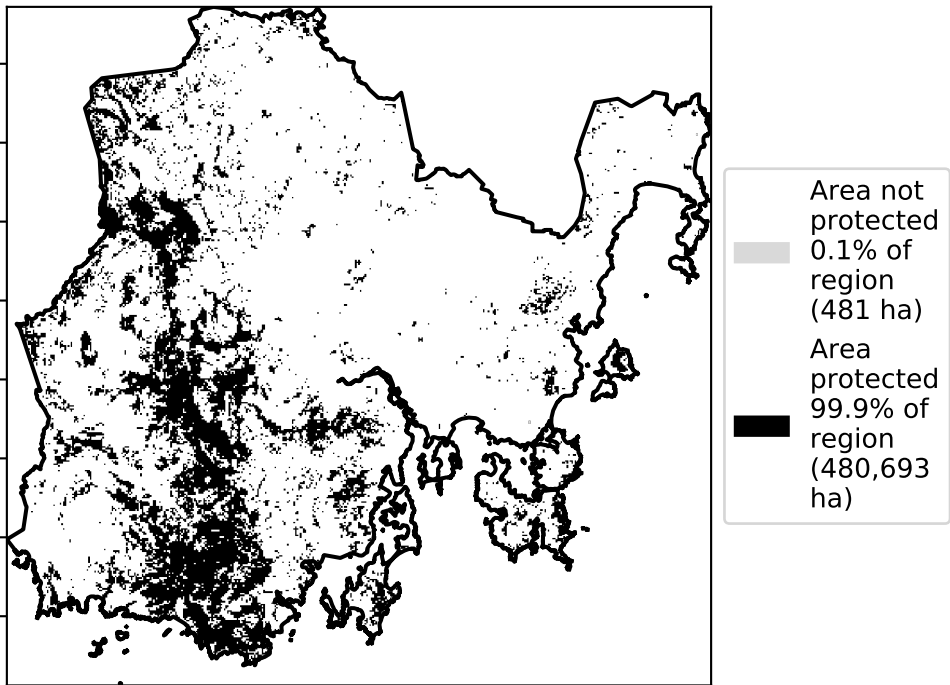 Area not
protected
0.1% of
region
(481 ha)
Area
protected
99.9% of
region
(480,693
ha)